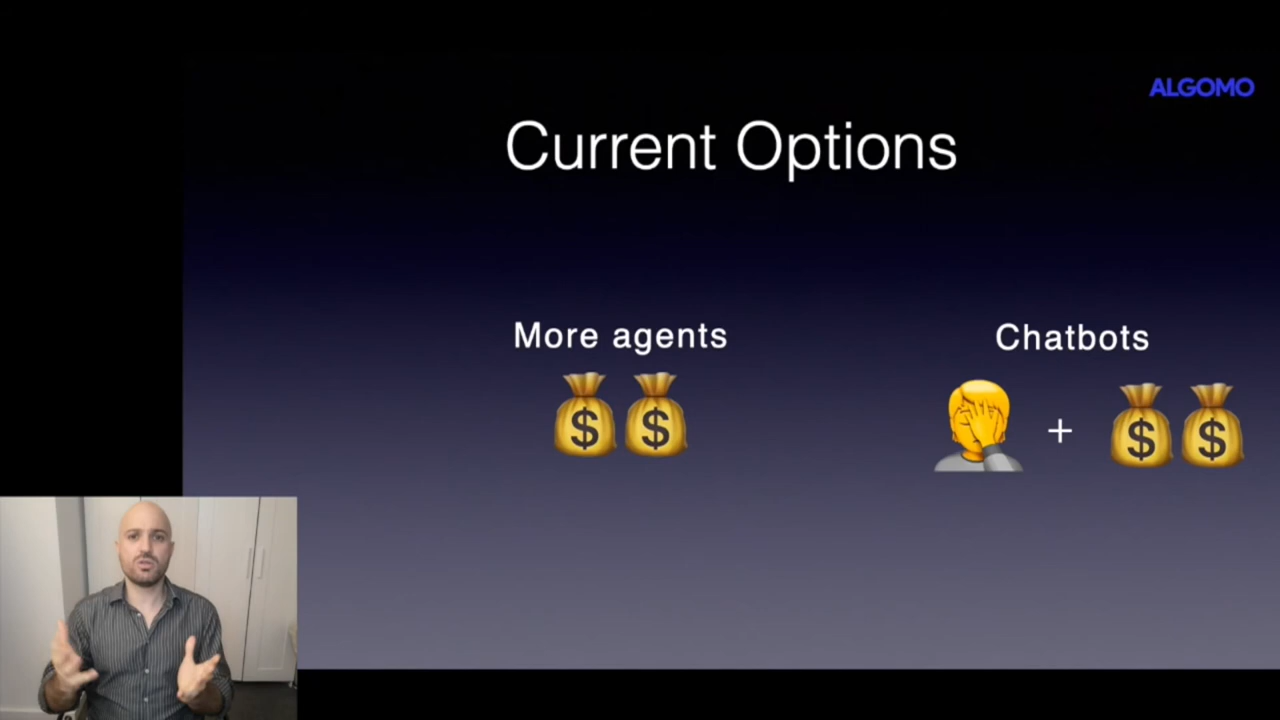 ALGOMO
Current Options
More agents
Chatbots
$ $
+ $ $